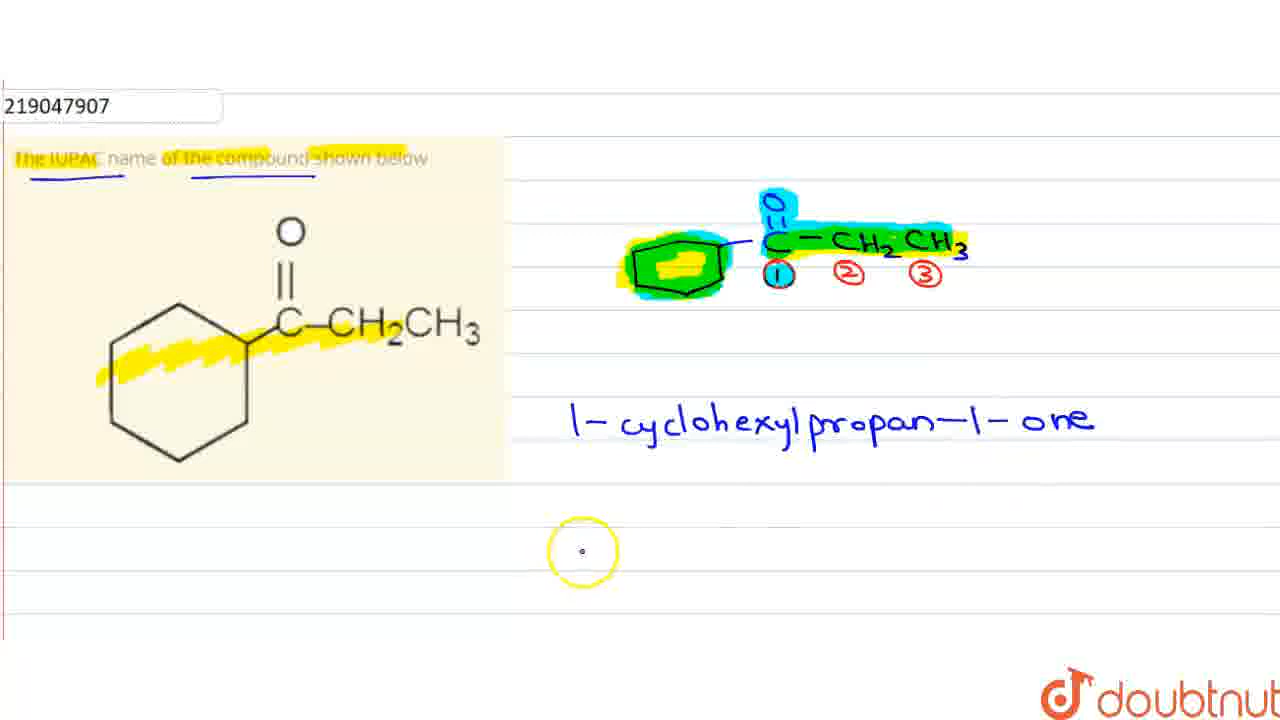 219047907
The IUPAC name of the compound shown below
O
C–CH2CH3
O
C – CH2 CH3
1 2 3
1-cyclohexylpropan-1-one
doubtnut